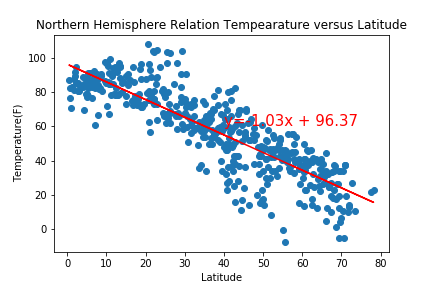 Northern Hemisphere Relation Tempearature versus Latitude
Temperature(F)
100
80
60
40
20
0
y= -1.03x + 96.37
0 10 20 30 40 50 60 70 80
Latitude